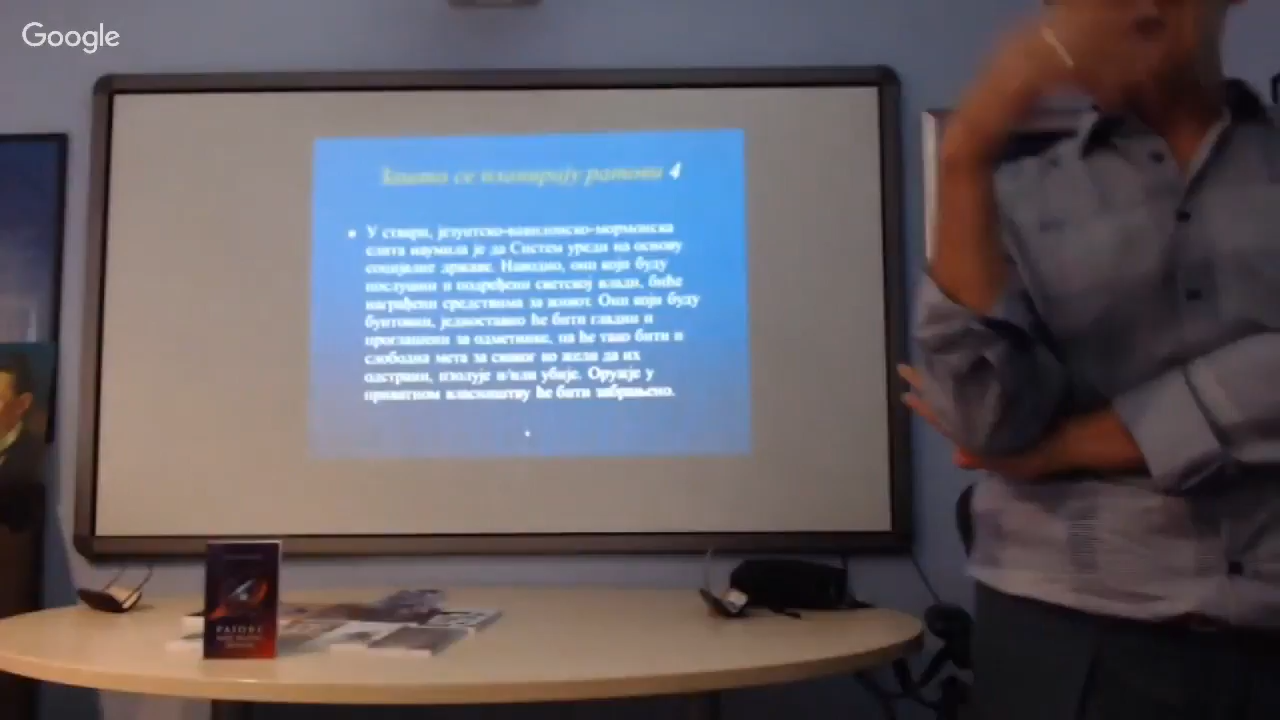 Google
Зашто се планирају ратови 4
• У ствари, језуитско-вавилонско-мормонска
елита наумила је да Систем уреди на основу
социјалне државе. Наводно, они који буду
послушни и подређени светској влади, биће
награђени средствима за живот. Они који буду
бунтовни, једноставно ће бити гладни и
проглашени за одметнике, па ће тако бити и
слободна мета за сваког ко жели да их
одстрани, изолује и/или убије. Оружје у
приватном власништву ће бити забрањено.
РАТОВИ